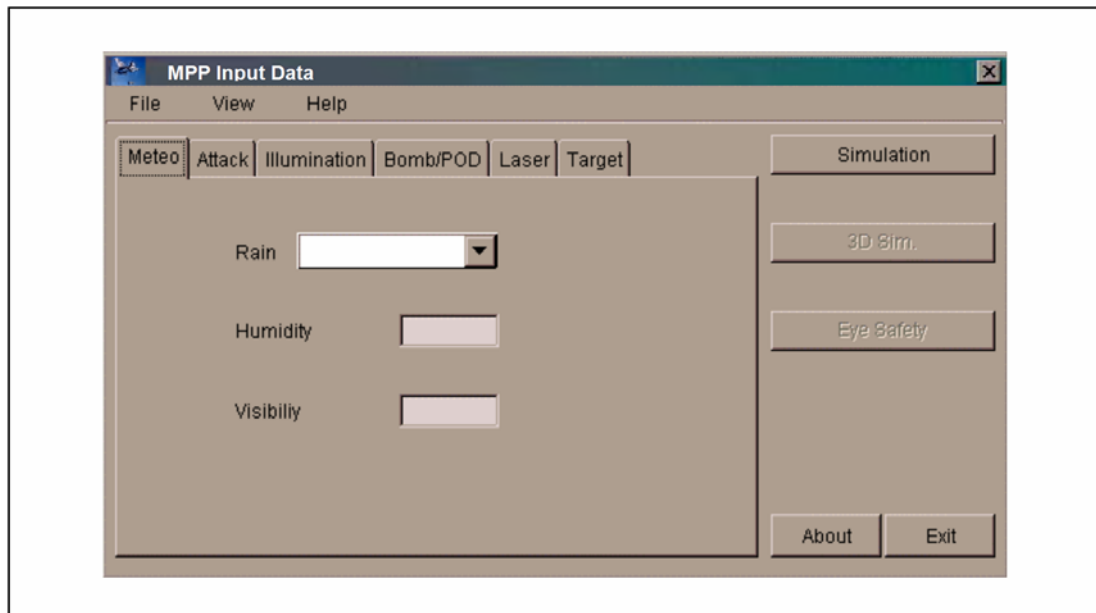 MPP Input Data
File View Help
Meteo Attack Illumination Bomb/POD Laser Target
Simulation
Rain
3D Sim.
Humidity
Eye Safety
Visibiliy
About Exit